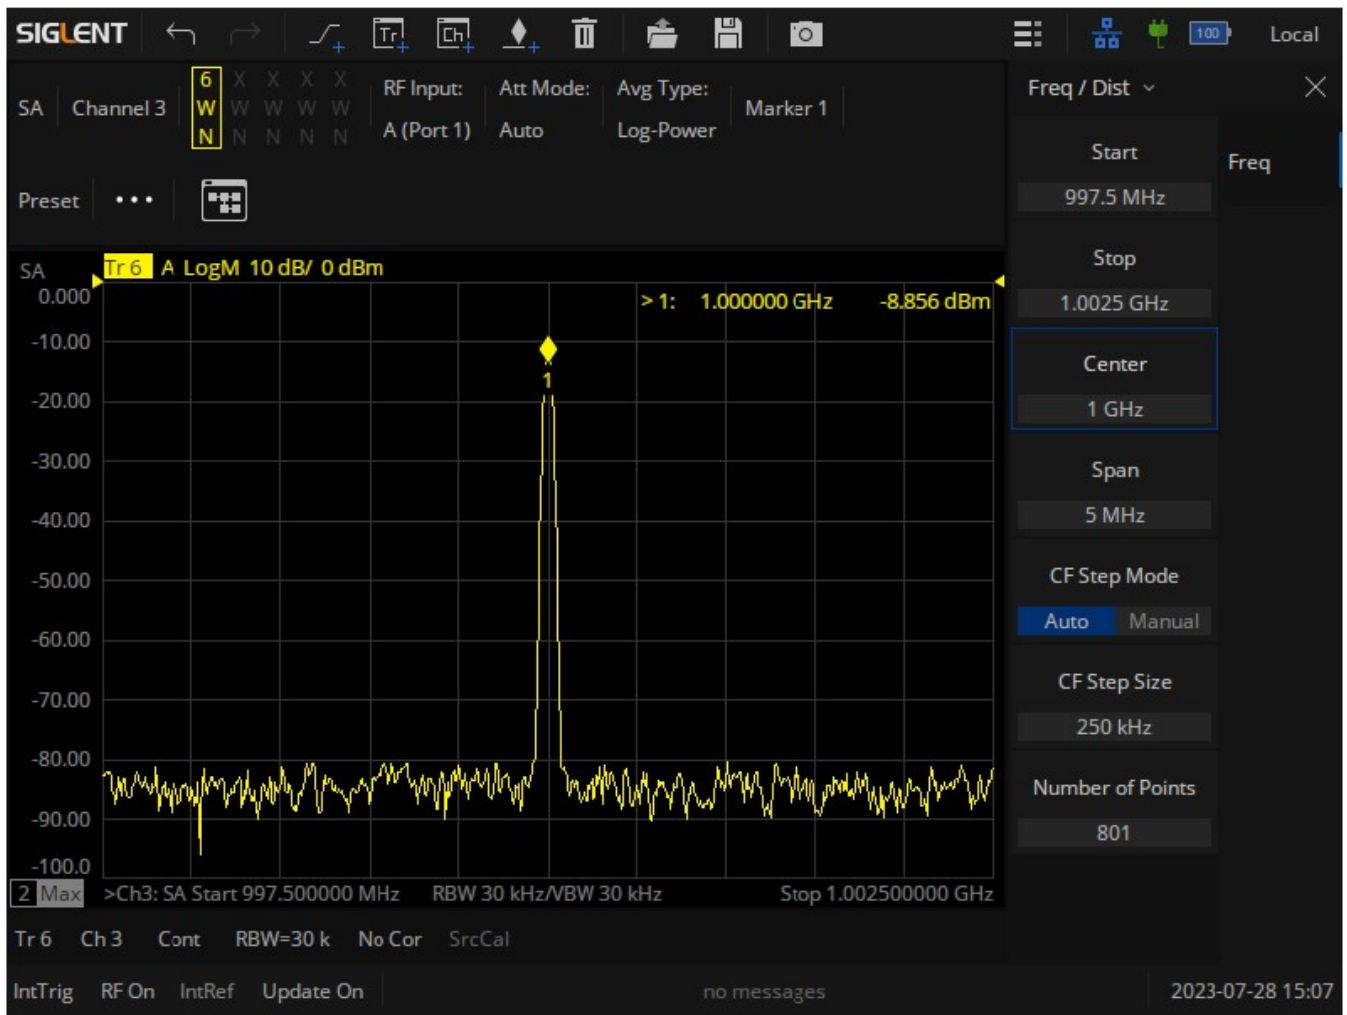 SIGLENT
Tr
Ch
100
Local
SA
Channel 3
6 X X X X
W W W W W
N N N N N
RF Input:
A (Port 1)
Att Mode:
Auto
Avg Type:
Log-Power
Marker 1
Preset
SA
Tr 6 A LogM 10 dB/ 0 dBm
> 1: 1.000000 GHz -8.856 dBm
0.000
-10.00
-20.00
-30.00
-40.00
-50.00
-60.00
-70.00
-80.00
-90.00
-100.0
1
2 Max >Ch3: SA Start 997.500000 MHz RBW 30 kHz/VBW 30 kHz Stop 1.002500000 GHz
Tr 6 Ch 3 Cont RBW=30 k No Cor SrcCal
IntTrig RF On IntRef Update On no messages 2023-07-28 15:07
Freq / Dist
Freq
Start
997.5 MHz
Stop
1.0025 GHz
Center
1 GHz
Span
5 MHz
CF Step Mode
Auto Manual
CF Step Size
250 kHz
Number of Points
801